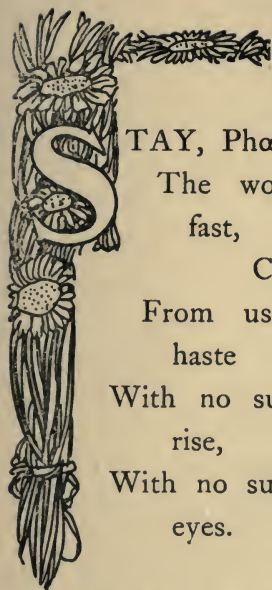 STAY, Phœ
The wo
fast,
C
From us
haste
With no su
rise,
With no su
eyes.